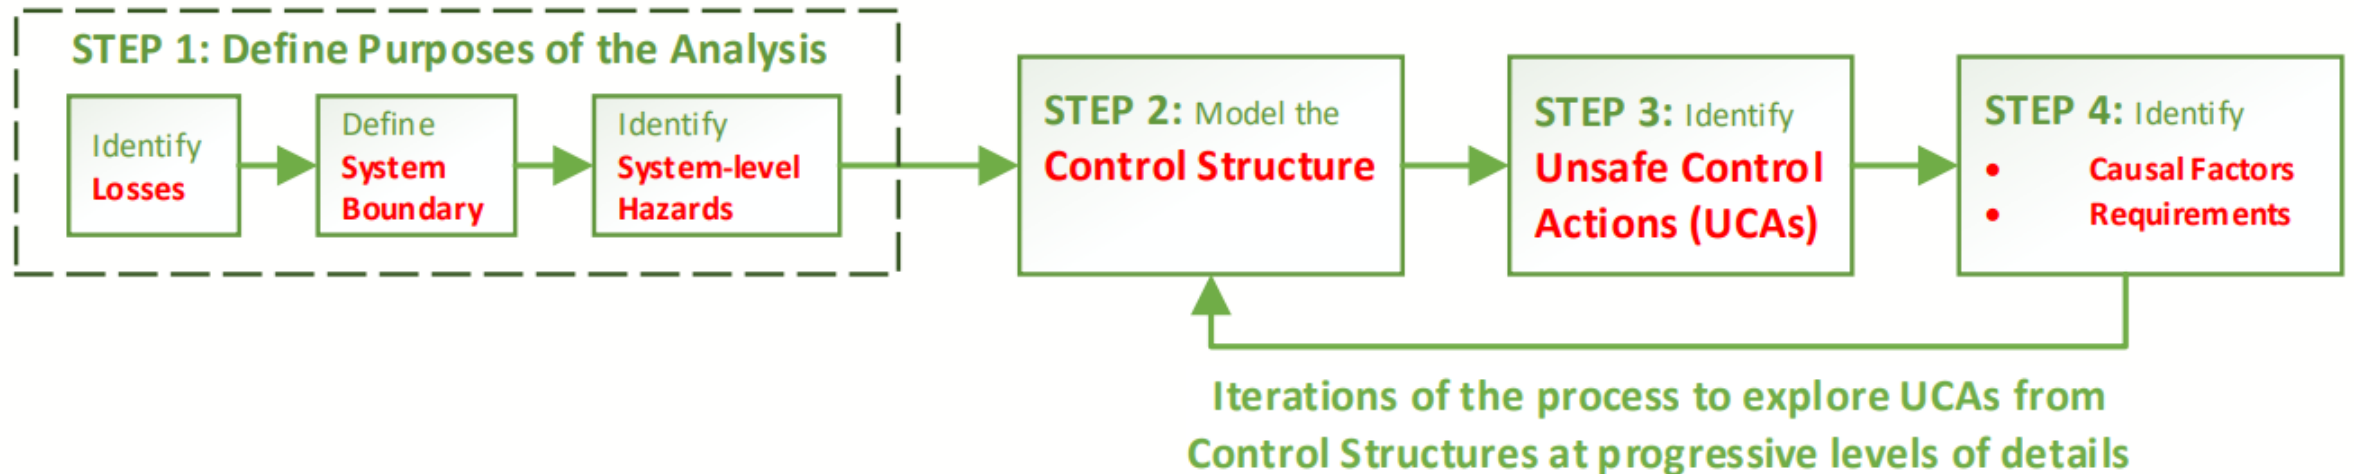 STEP 1: Define Purposes of the Analysis
Identify
Losses
Define
System
Boundary
Identify
System-level
Hazards
STEP 2: Model the
Control Structure
STEP 3: Identify
Unsafe Control
Actions (UCAs)
STEP 4: Identify
• Causal Factors
• Requirements
Iterations of the process to explore UCAs from
Control Structures at progressive levels of details